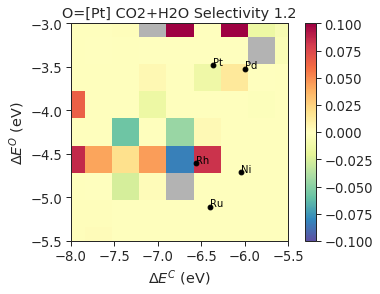 O=[Pt] CO2+H2O Selectivity 1.2
−3.0
−3.5
−4.0
−4.5
−5.0
−5.5
ΔE^O (eV)
Pt
Pd
Rh
Ni
Ru
−8.0 −7.5 −7.0 −6.5 −6.0 −5.5
ΔE^C (eV)
0.100
0.075
0.050
0.025
0.000
−0.025
−0.050
−0.075
−0.100